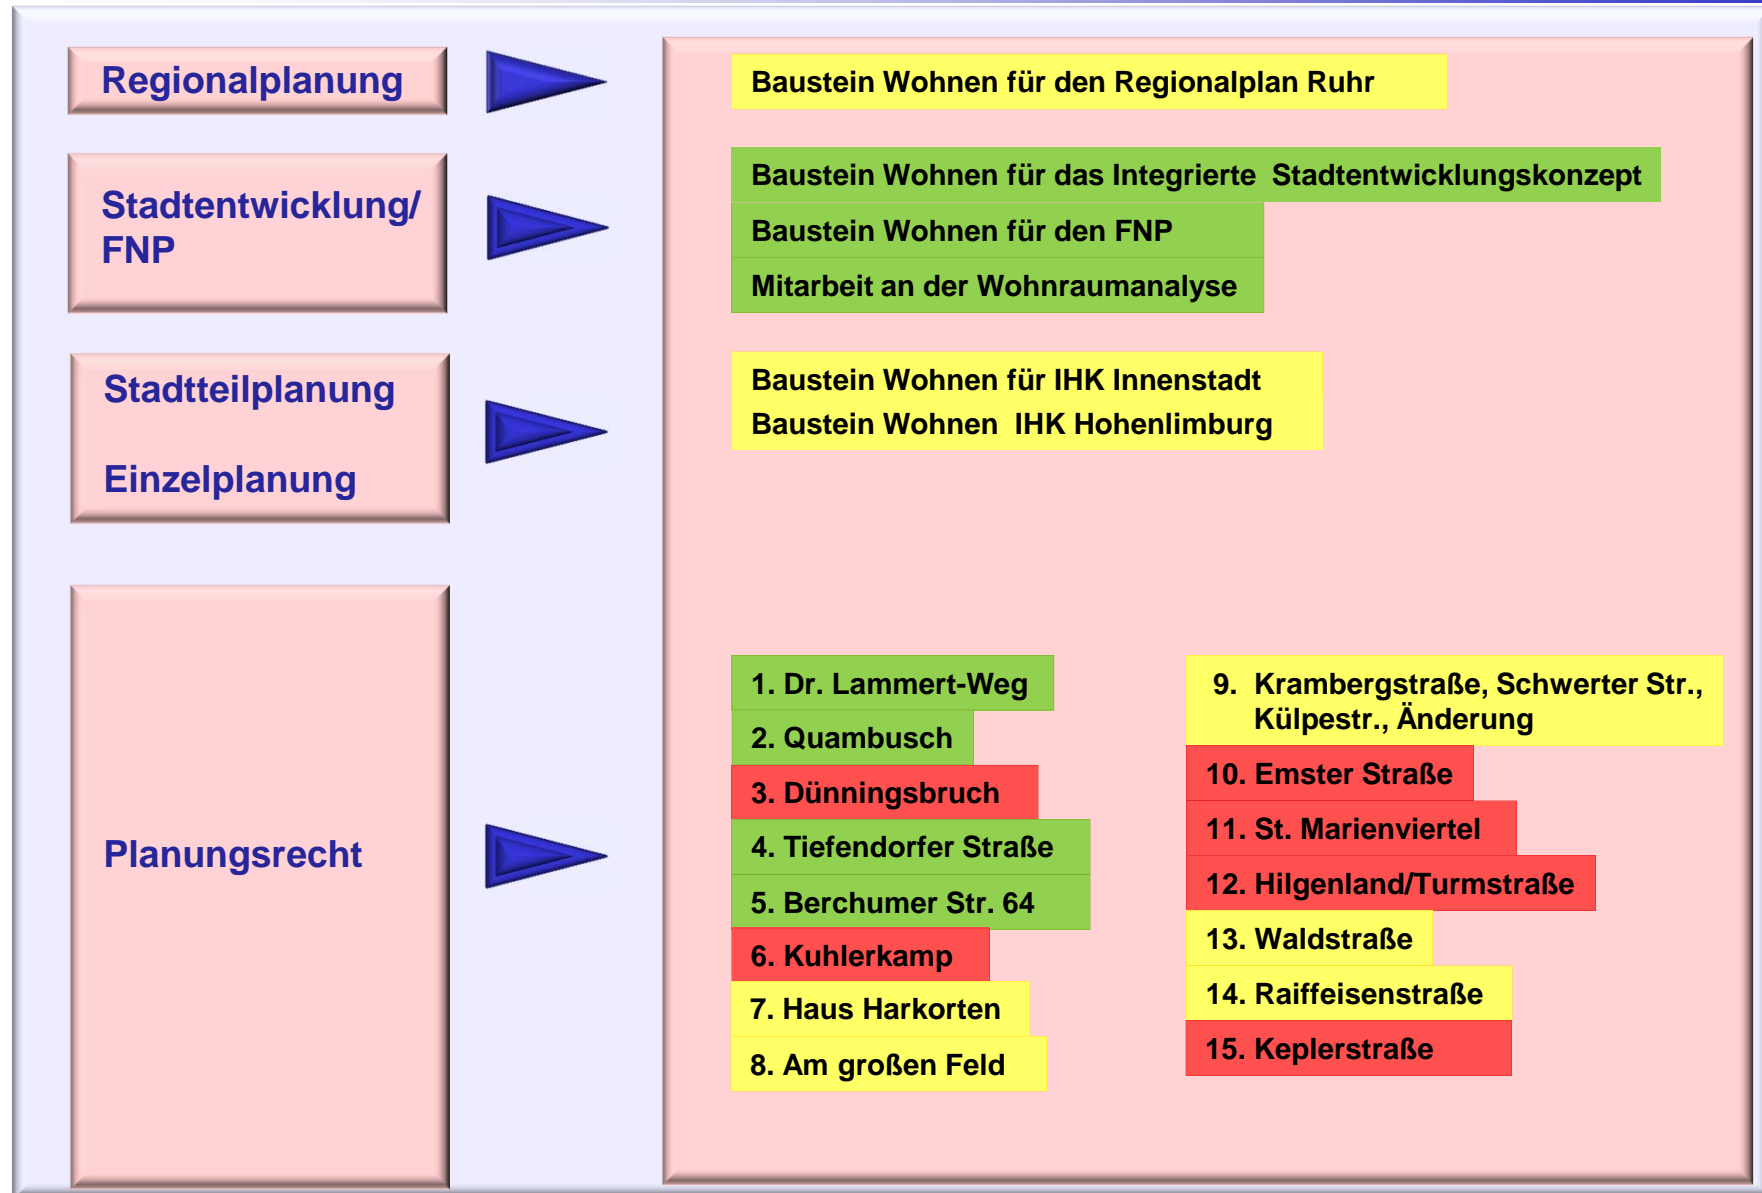 Regionalplanung
Baustein Wohnen für den Regionalplan Ruhr
Stadtentwicklung/
FNP
Baustein Wohnen für das Integrierte Stadtentwicklungskonzept
Baustein Wohnen für den FNP
Mitarbeit an der Wohnraumanalyse
Stadtteilplanung
Einzelplanung
Baustein Wohnen für IHK Innenstadt
Baustein Wohnen IHK Hohenlimburg
Planungsrecht
1. Dr. Lammert-Weg
2. Quambusch
3. Dünningsbruch
4. Tiefendorfer Straße
5. Berchumer Str. 64
6. Kuhlerkamp
7. Haus Harkorten
8. Am großen Feld
9. Krambergstraße, Schwerter Str.,
Külpestr., Änderung
10. Emster Straße
11. St. Marienviertel
12. Hilgenland/Turmstraße
13. Waldstraße
14. Raiffeisenstraße
15. Keplerstraße